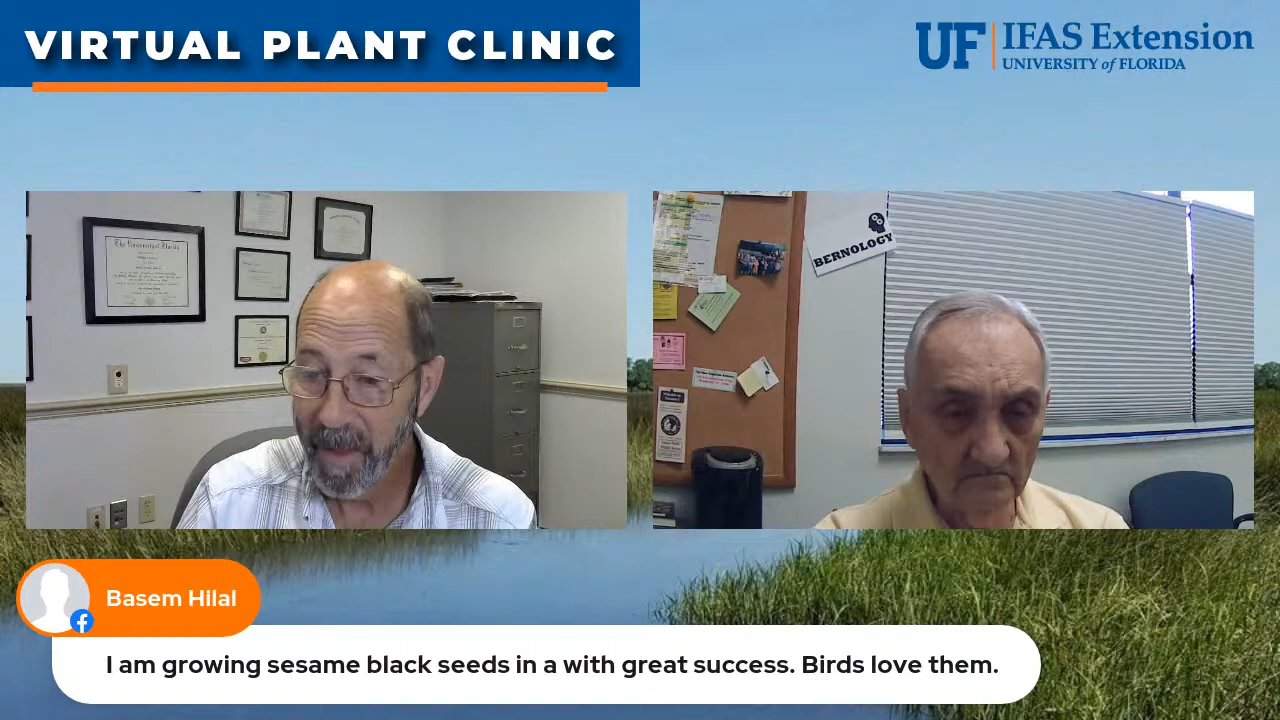 VIRTUAL PLANT CLINIC
UF IFAS Extension
UNIVERSITY of FLORIDA
BERNOLOGY
Basem Hilal
I am growing sesame black seeds in a with great success. Birds love them.